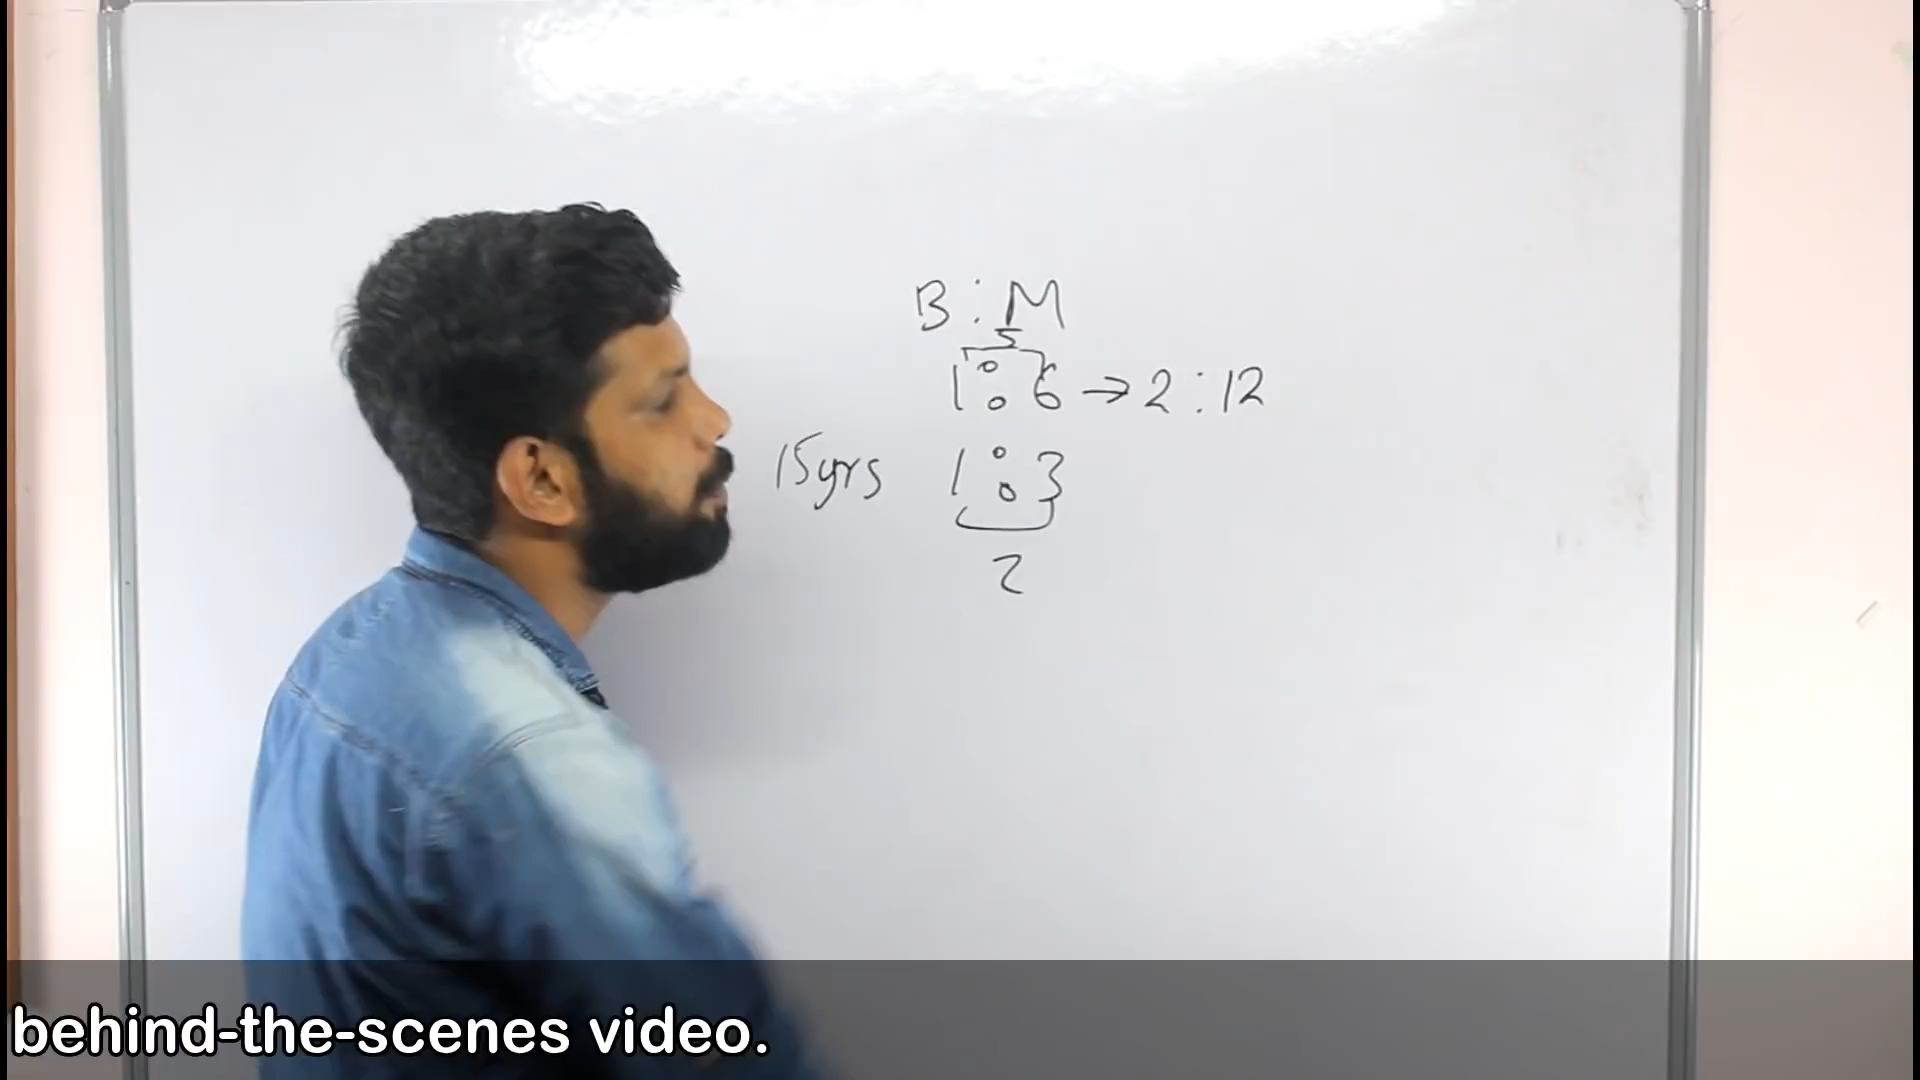 B : M
5
1 : 6 → 2 : 12
15yrs 1 : 3
2
behind-the-scenes video.